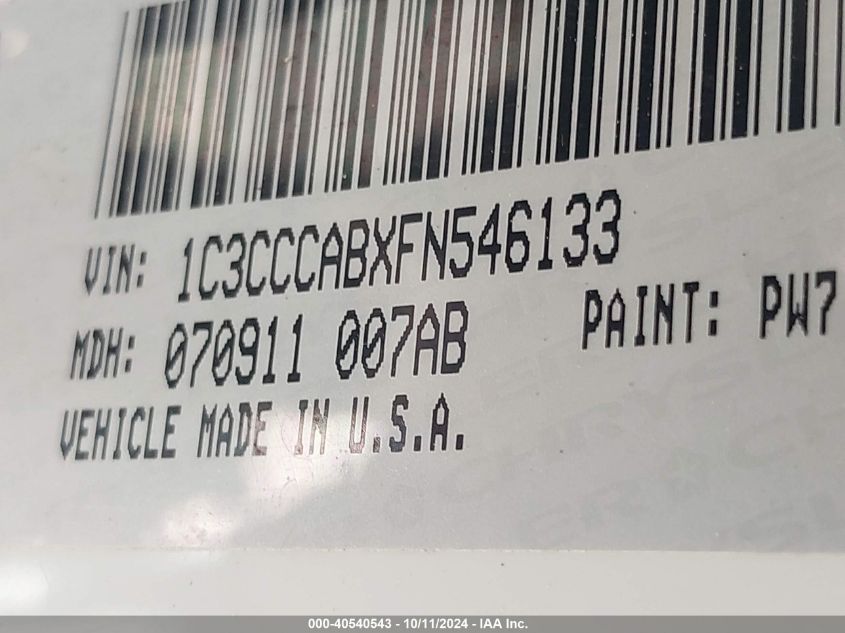 VIN: 1C3CCCABXFN546133
MDH: 070911 007AB PAINT: PW7
VEHICLE MADE IN U.S.A.
000-40540543 - 10/11/2024 - IAA Inc.